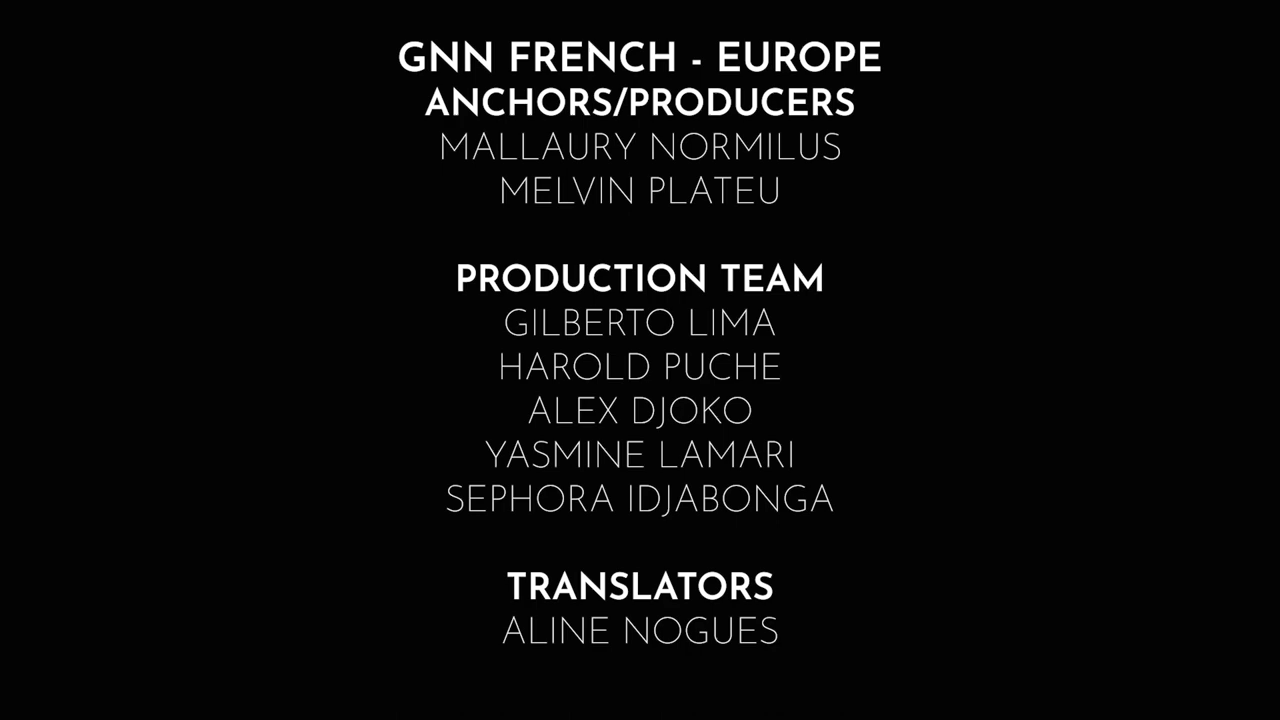 GNN FRENCH - EUROPE
ANCHORS/PRODUCERS
MALLAURY NORMILUS
MELVIN PLATEU
PRODUCTION TEAM
GILBERTO LIMA
HAROLD PUCHE
ALEX DJOKO
YASMINE LAMARI
SEPHORA IDJABONGA
TRANSLATORS
ALINE NOGUES